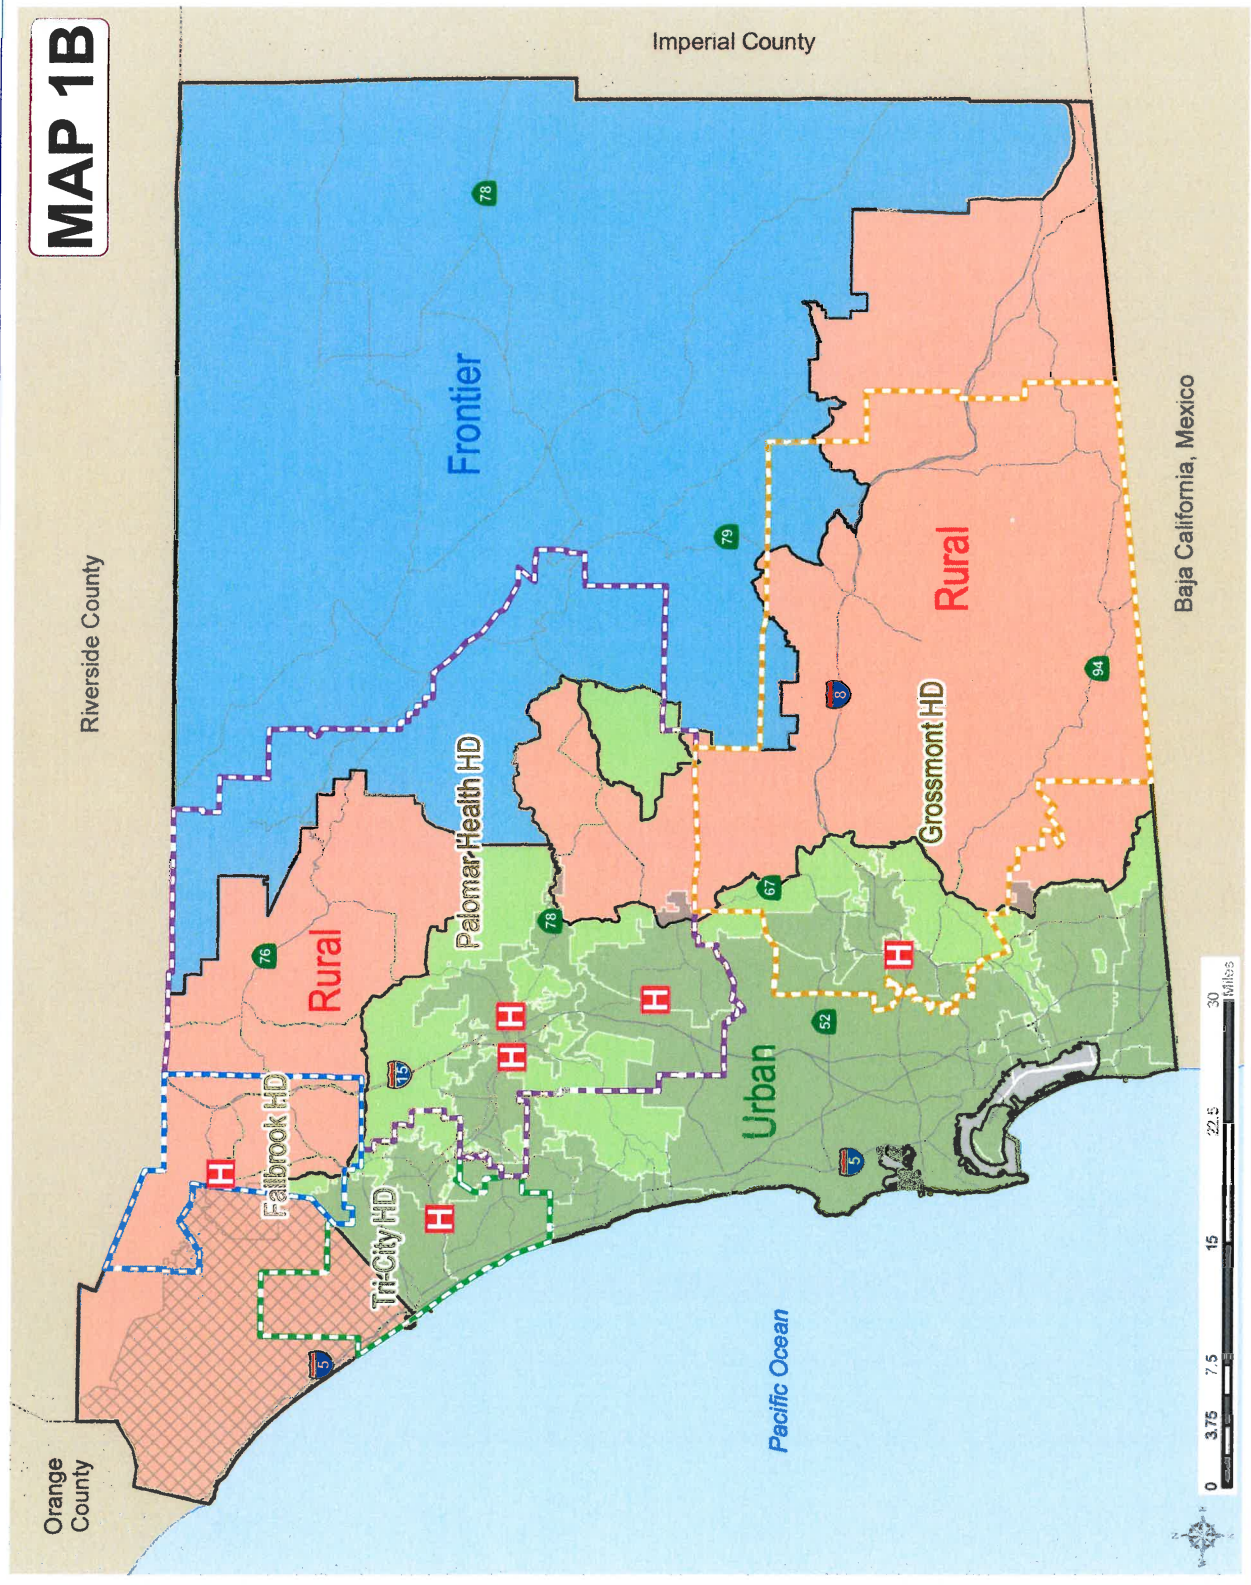 MAP 1B
Riverside County
Orange
County
Imperial County
Frontier
78
79
76
Rural
Palomar Health HD
78
67
15
Fallbrook HD
H
H
H
H
H
H
Tri-City HD
5
Urban
52
5
8
Rural
Grossmont HD
94
Pacific Ocean
Baja California, Mexico
0 3.75 7.5 15 22.5 30
Miles